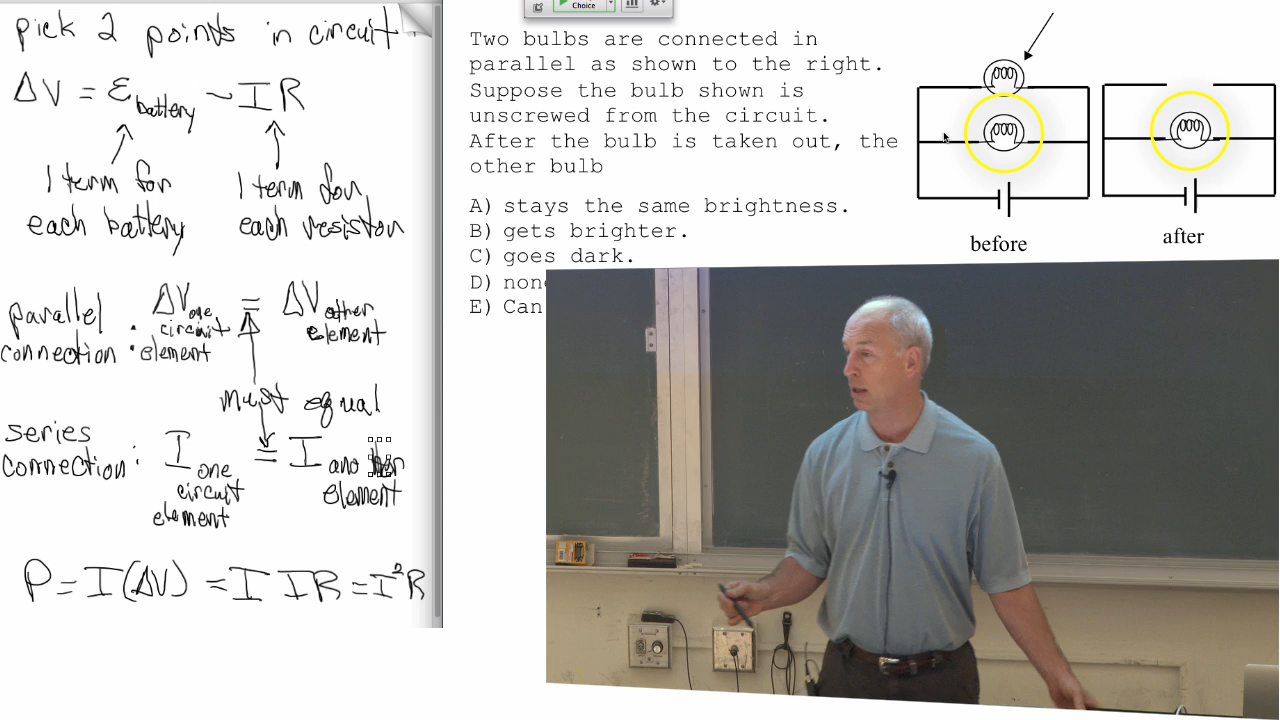 pick 2 points in circuit
ΔV = ε battery - IR
1 term for each battery
1 term for each resistor
parallel connection : ΔV one circuit element = ΔV other element
must equal
series connection : I one circuit element = I another element
P = I(ΔV) = I IR = I²R
Choice
Two bulbs are connected in
parallel as shown to the right.
Suppose the bulb shown is
unscrewed from the circuit.
After the bulb is taken out, the
other bulb
A) stays the same brightness.
B) gets brighter.
C) goes dark.
D) non
E) Can
before
after